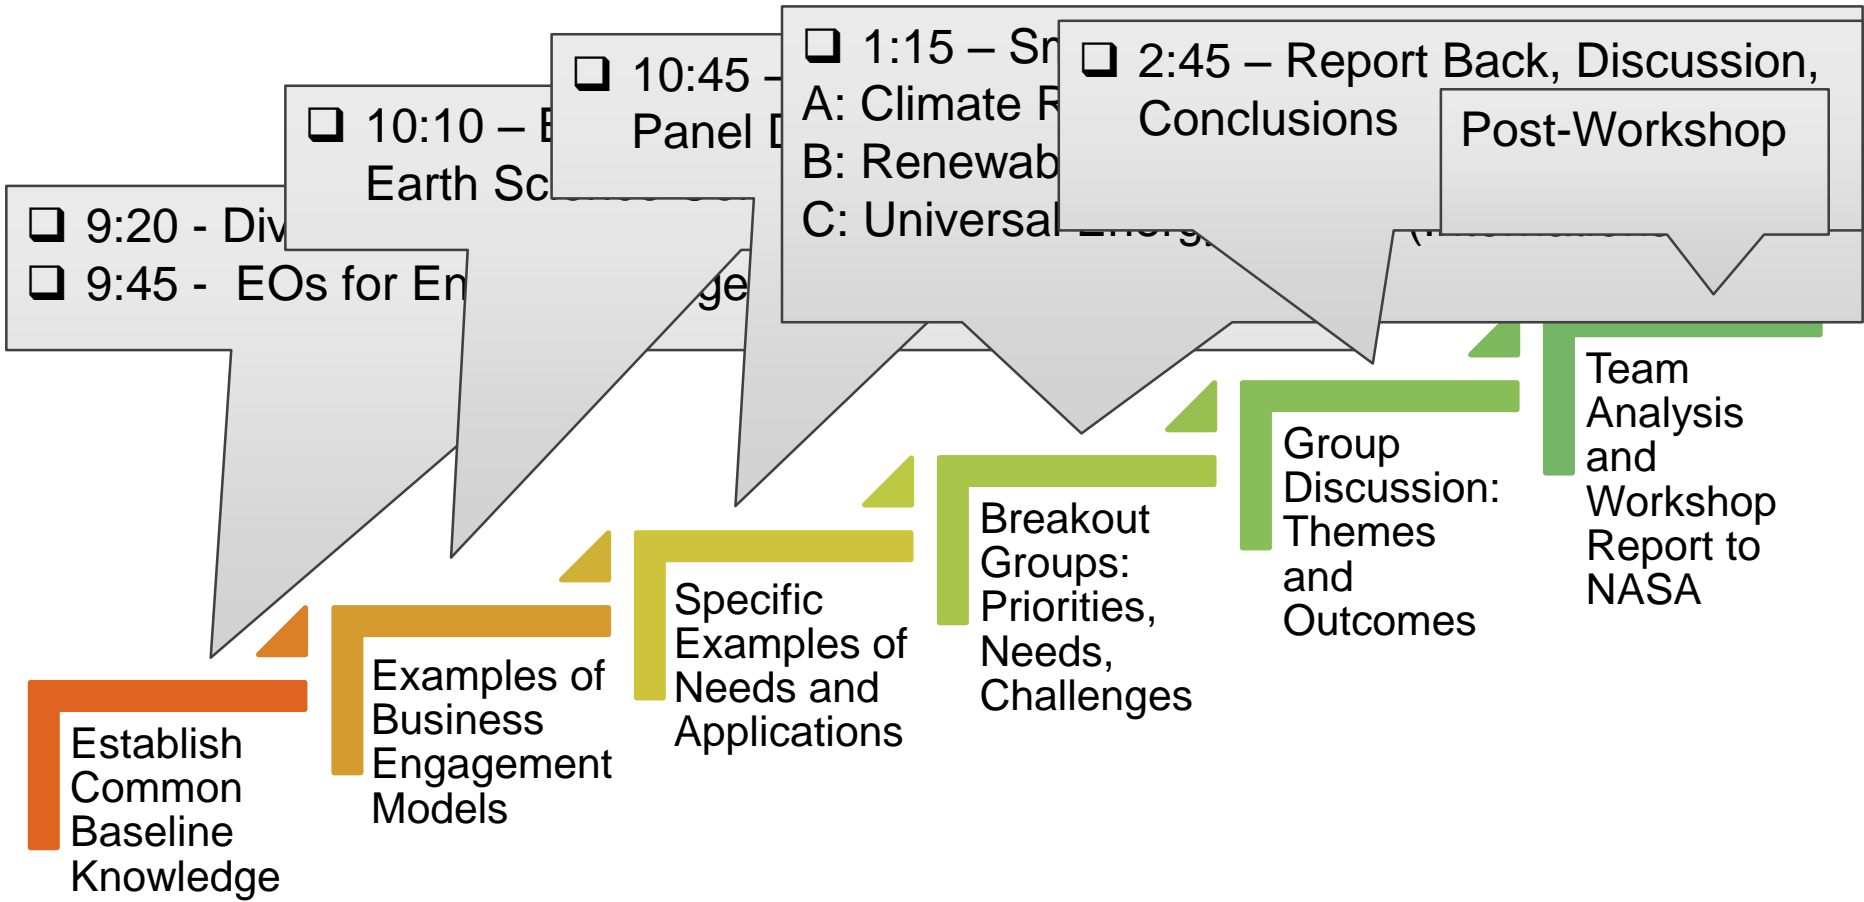 9:20 - Div
9:45 - EOs for En
10:10 –
Earth Sc
10:45 –
Panel
1:15 – Sm
A: Climate
B: Renewab
C: Universal
2:45 – Report Back, Discussion,
Conclusions
Post-Workshop
Establish
Common
Baseline
Knowledge
Examples of
Business
Engagement
Models
Specific
Examples of
Needs and
Applications
Breakout
Groups:
Priorities,
Needs,
Challenges
Group
Discussion:
Themes
and
Outcomes
Team
Analysis
and
Workshop
Report to
NASA